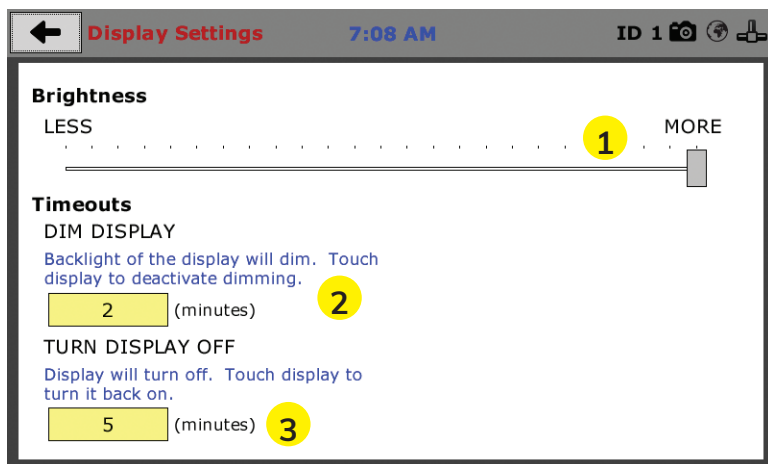 Display Settings 7:08 AM ID 1
Brightness
LESS MORE
1
Timeouts
DIM DISPLAY
Backlight of the display will dim. Touch
display to deactivate dimming.
2 (minutes) 2
TURN DISPLAY OFF
Display will turn off. Touch display to
turn it back on.
5 (minutes) 3